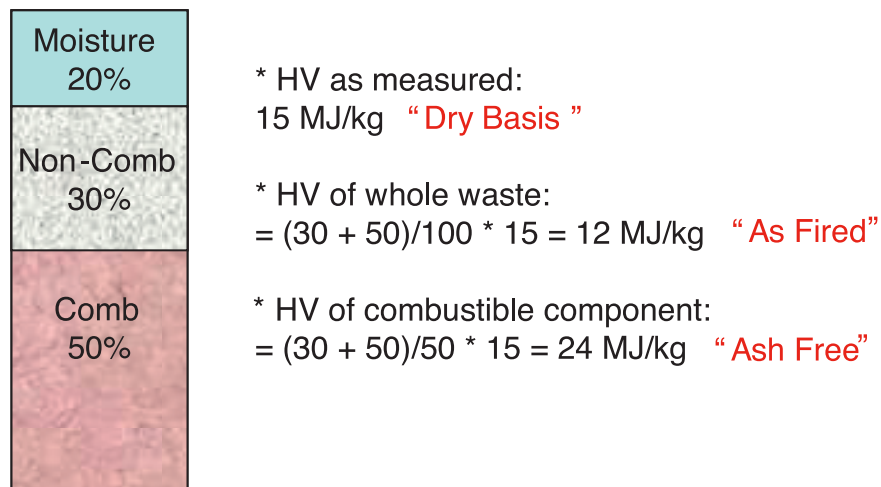 Moisture
20%
Non-Comb
30%
Comb
50%
* HV as measured:
15 MJ/kg “Dry Basis ”
* HV of whole waste:
= (30 + 50)/100 * 15 = 12 MJ/kg “As Fired”
* HV of combustible component:
= (30 + 50)/50 * 15 = 24 MJ/kg “Ash Free”